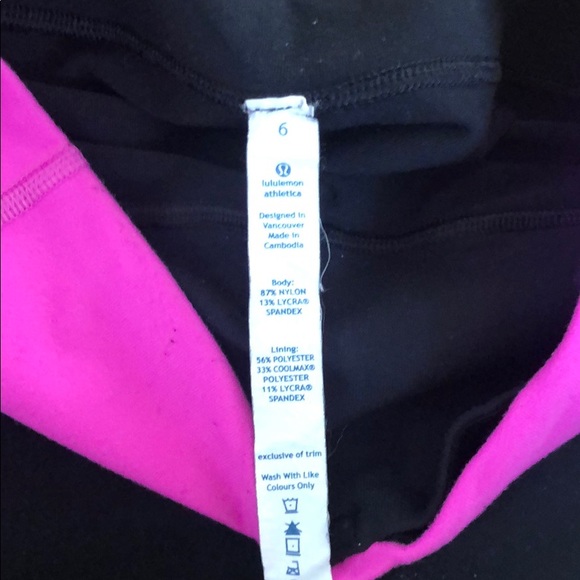 6
lululemon
athletica
Designed in
Vancouver
Made in
Cambodia
Body:
87% NYLON
13% LYCRA®
SPANDEX
Lining:
56% POLYESTER
33% COOLMAX®
POLYESTER
11% LYCRA®
SPANDEX
exclusive of trim
Wash With Like
Colours Only